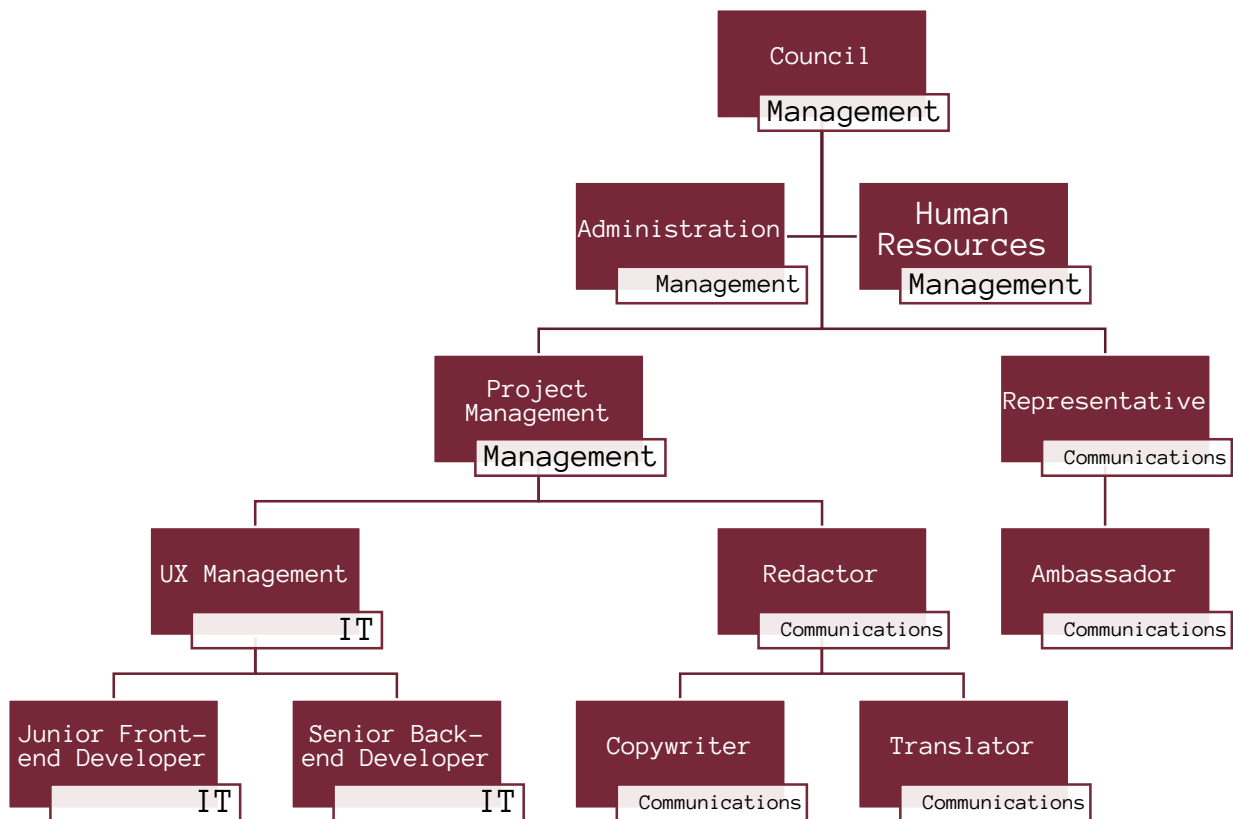 Council
Management
Administration
Management
Human
Resources
Management
Project
Management
Management
Representative
Communications
UX Management
IT
Redactor
Communications
Ambassador
Communications
Junior Front-
end Developer
IT
Senior Back-
end Developer
IT
Copywriter
Communications
Translator
Communications